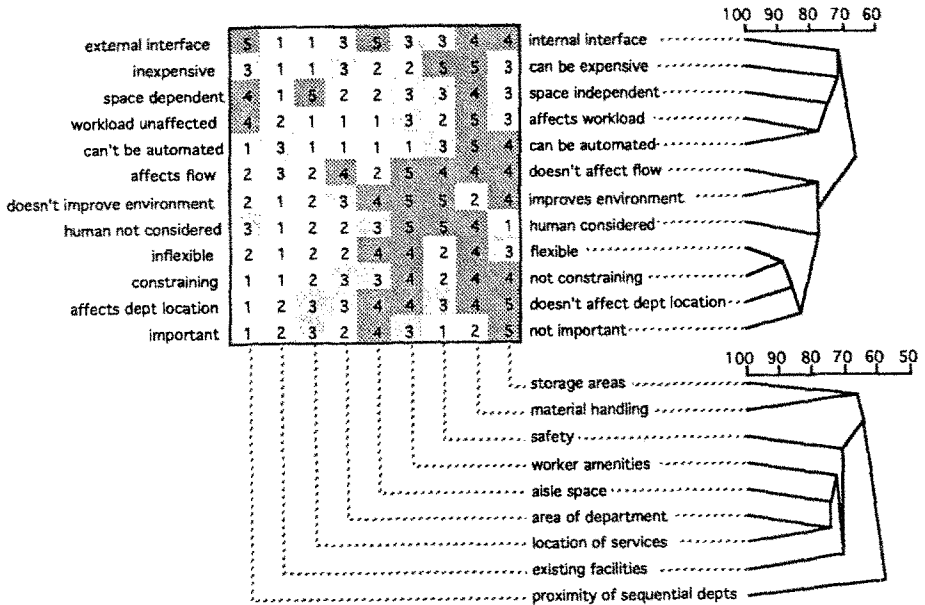 100 90 80 70 60
external interface 5 1 1 3 5 3 3 4 4 internal interface
inexpensive 3 1 1 3 2 2 5 5 3 can be expensive
space dependent 4 1 5 2 2 3 3 4 3 space independent
workload unaffected 4 2 1 1 1 3 2 5 3 affects workload
can't be automated 1 3 1 1 1 1 3 5 4 can be automated
affects flow 2 3 2 4 2 5 4 4 4 doesn't affect flow
doesn't improve environment 2 1 2 3 4 5 5 2 4 improves environment
human not considered 3 1 2 2 3 5 5 4 1 human considered
inflexible 2 1 2 2 4 4 2 4 3 flexible
constraining 1 1 2 3 3 4 2 4 4 not constraining
affects dept location 1 2 3 3 4 4 3 4 5 doesn't affect dept location
important 1 2 3 2 4 3 1 2 5 not important
100 90 80 70 60 50
storage areas
material handling
safety
worker amenities
aisle space
area of department
location of services
existing facilities
proximity of sequential depts